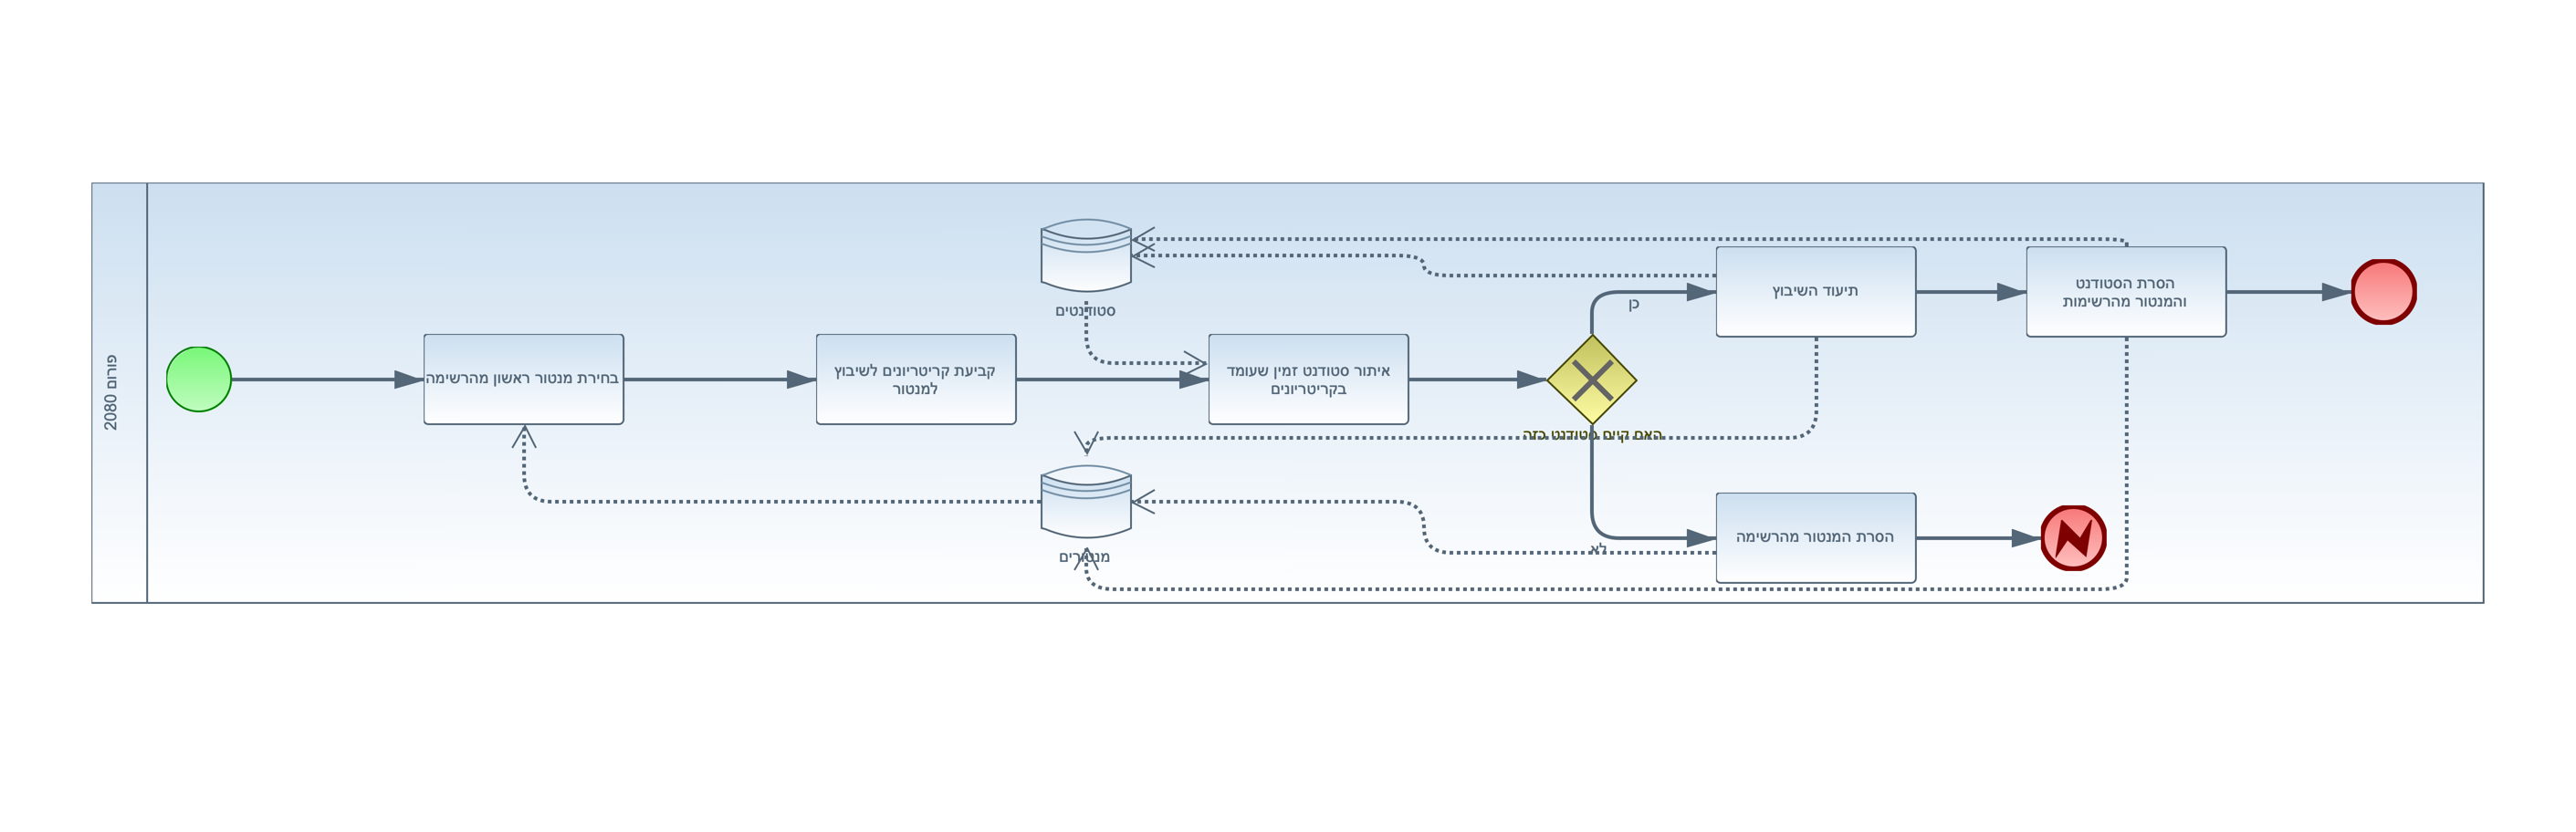 פורום 2080
בחירת מנטור ראשון מהרשימה
קביעת קריטריונים לשיבוץ
למנטור
סטודנטים
איתור סטודנט זמין שעומד
בקריטריונים
מנטורים
האם קיים סטודנט כזה
כן
תיעוד השיבוץ
הסרת הסטודנט
והמנטור מהרשימות
לא
הסרת המנטור מהרשימה